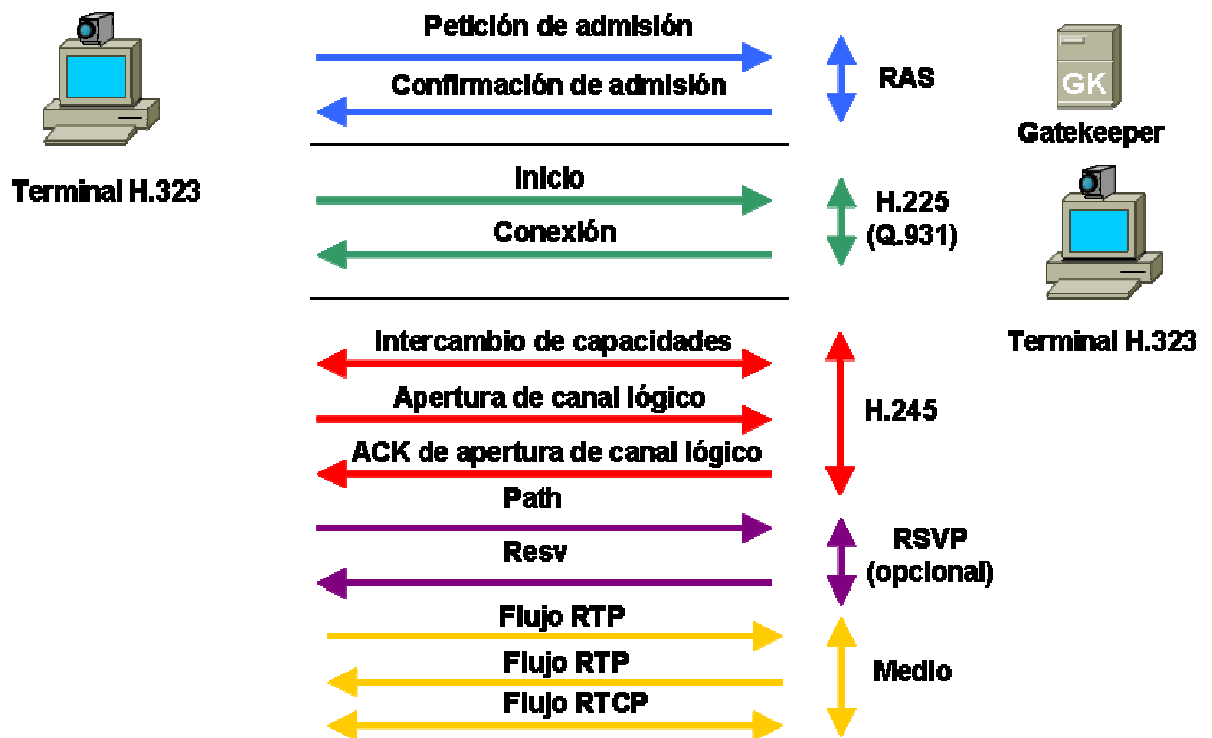 Petición de admisión
Confirmación de admisión
RAS
GK
Gatekeeper
Terminal H.323
Inicio
Conexión
H.225
(Q.931)
Terminal H.323
Intercambio de capacidades
Apertura de canal lógico
ACK de apertura de canal lógico
H.245
Path
Resv
RSVP
(opcional)
Flujo RTP
Flujo RTP
Flujo RTCP
Medio